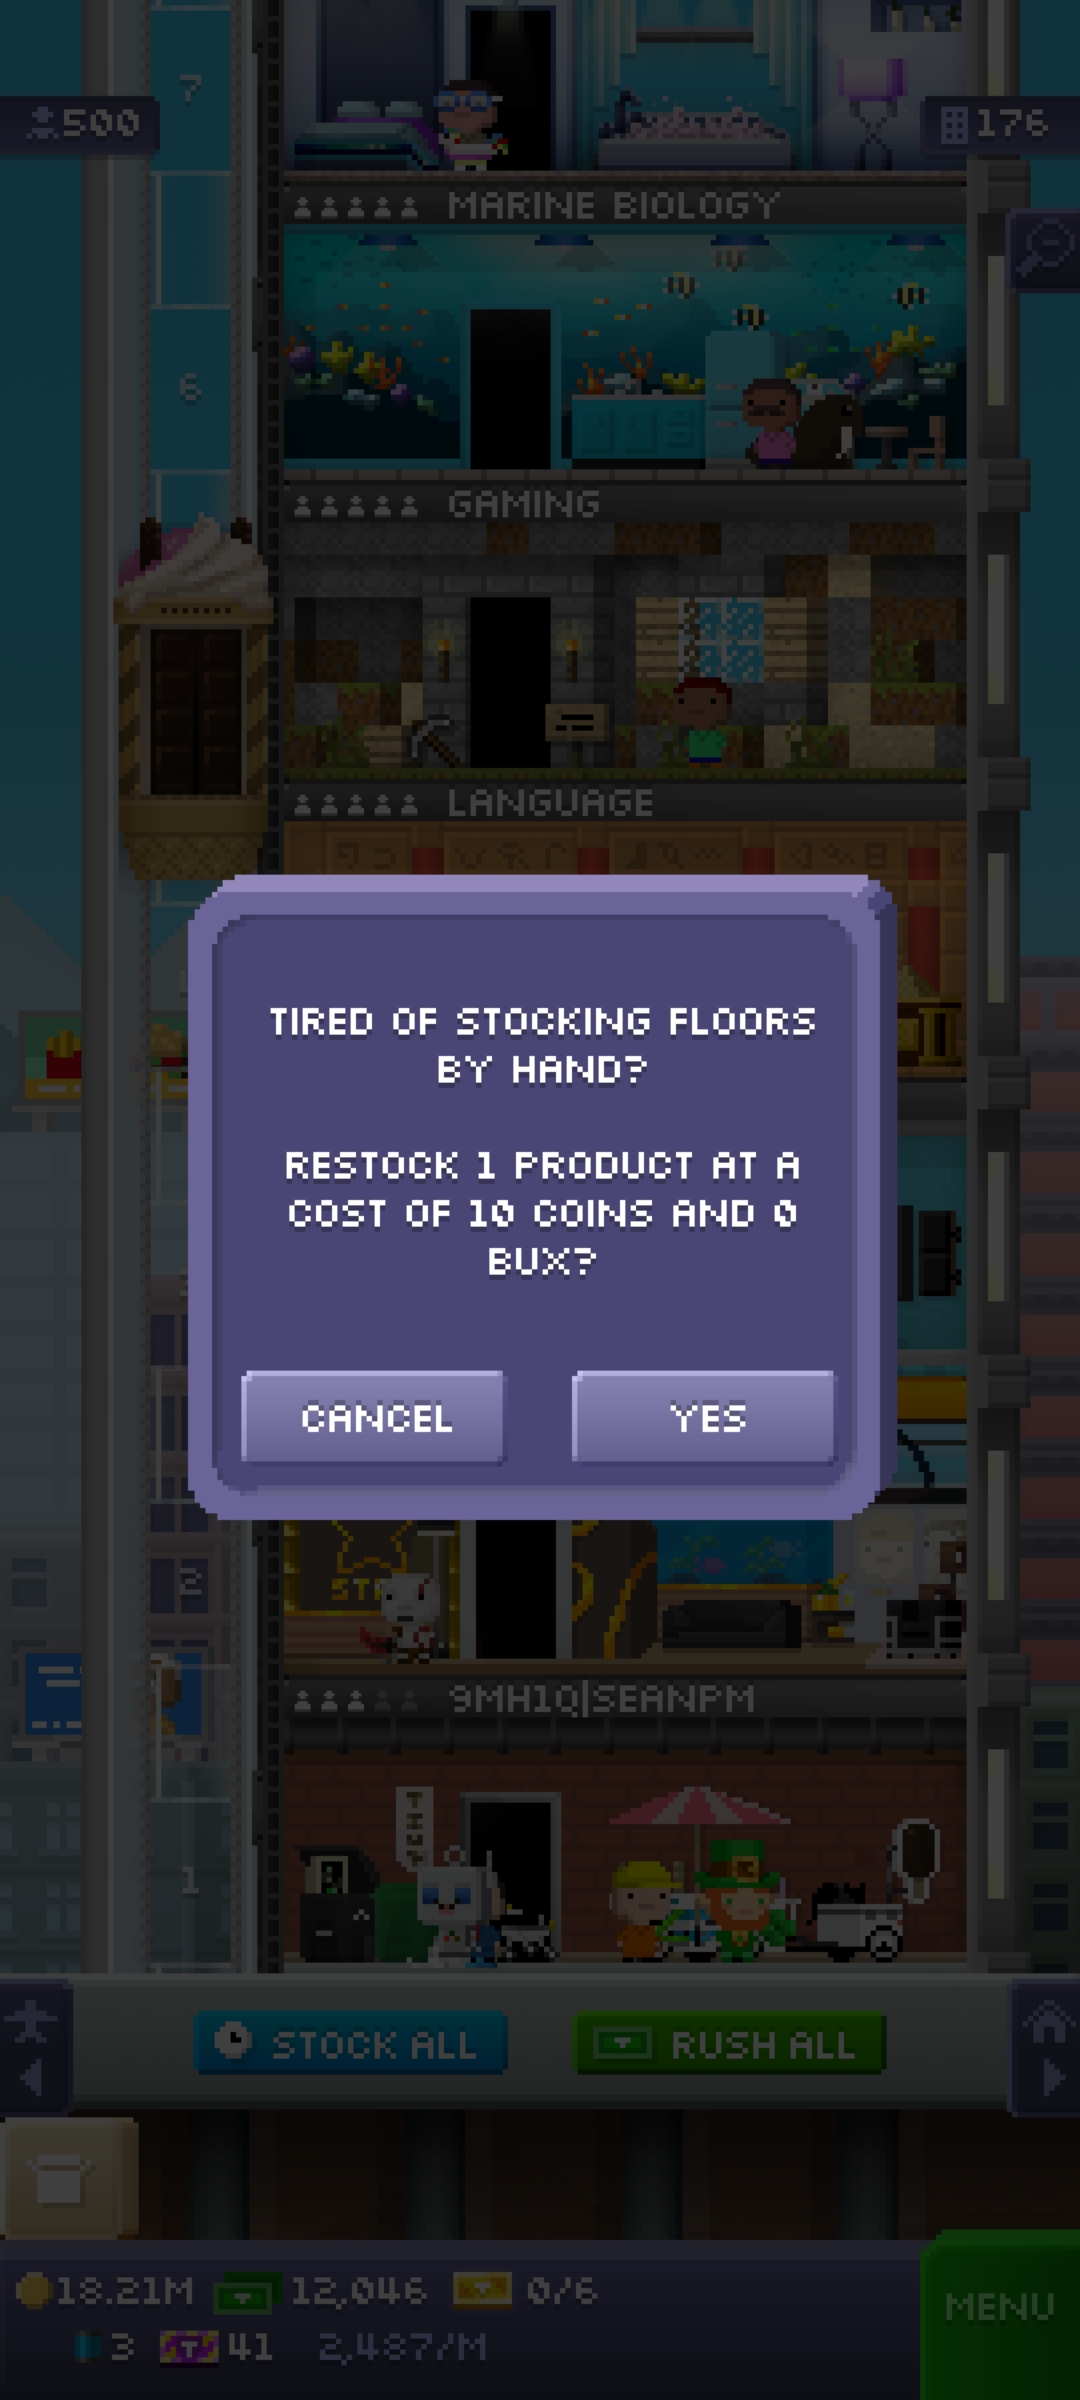 7
500
176
MARINE BIOLOGY
6
GAMING
LANGUAGE
TIRED OF STOCKING FLOORS
BY HAND?
RESTOCK 1 PRODUCT AT A
COST OF 10 COINS AND 0
BUX?
CANCEL
YES
2
9MH1Q|SEANPM
1
STOCK ALL
RUSH ALL
18.21M
12,046
0/6
MENU
3
41
2,487/M